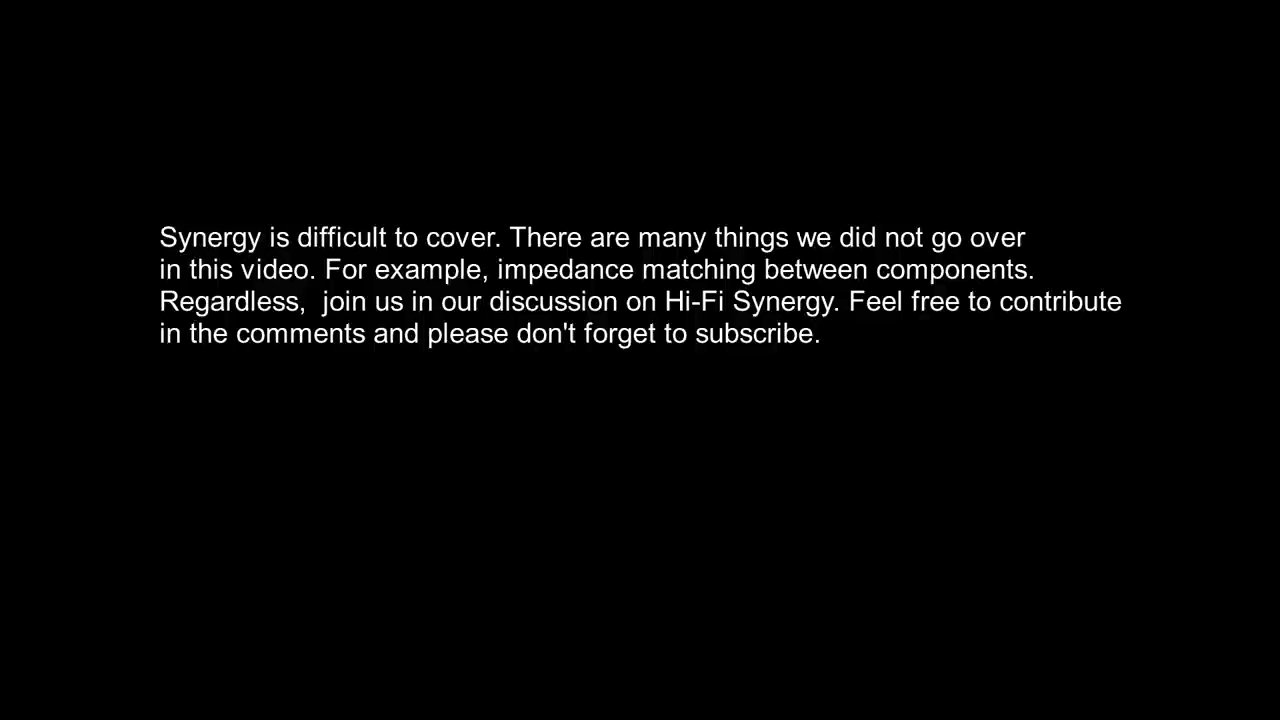 Synergy is difficult to cover. There are many things we did not go over
in this video. For example, impedance matching between components.
Regardless,  join us in our discussion on Hi-Fi Synergy. Feel free to contribute
in the comments and please don't forget to subscribe.